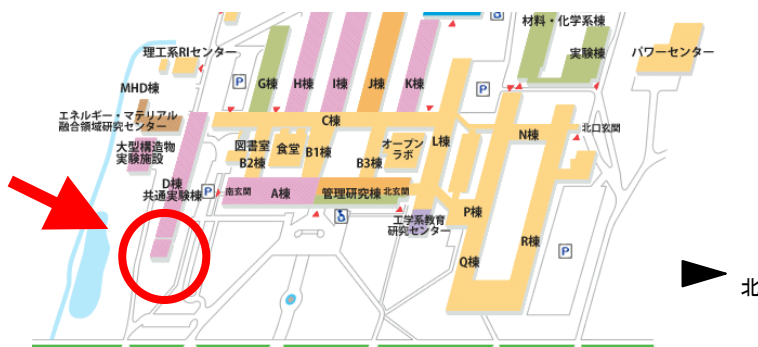 材料・化学系棟
理工系RIセンター
実験棟
パワーセンター
P
G棟
H棟
I棟
J棟
K棟
P
MHD棟
エネルギー・マテリアル
融合領域研究センター
C棟
N棟
北口玄関
大型構造物
実験施設
図書室
B2棟
食堂
B1棟
B3棟
オープン
ラボ
L棟
D棟
共通実験棟
P
南玄関
A棟
管理研究棟
北玄関
工学系教育
研究センター
P棟
Q棟
R棟
P
北